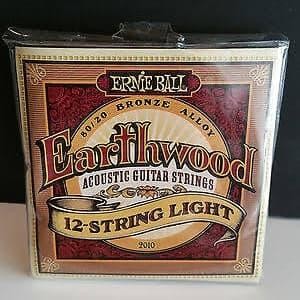 ERNIE BALL
80/20 BRONZE ALLOY
Earthwood
ACOUSTIC GUITAR STRINGS
12-STRING LIGHT
2010